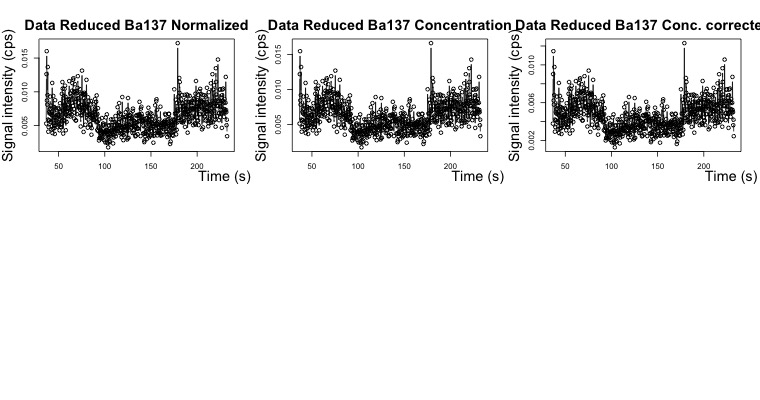 Data Reduced Ba137 Normalized
Signal intensity (cps)
0.005 0.010 0.015
50 100 150 200
Time (s)
Data Reduced Ba137 Concentration
Signal intensity (cps)
0.005 0.010 0.015
50 100 150 200
Time (s)
Data Reduced Ba137 Conc. correcte
Signal intensity (cps)
0.002 0.006 0.010
50 100 150 200
Time (s)